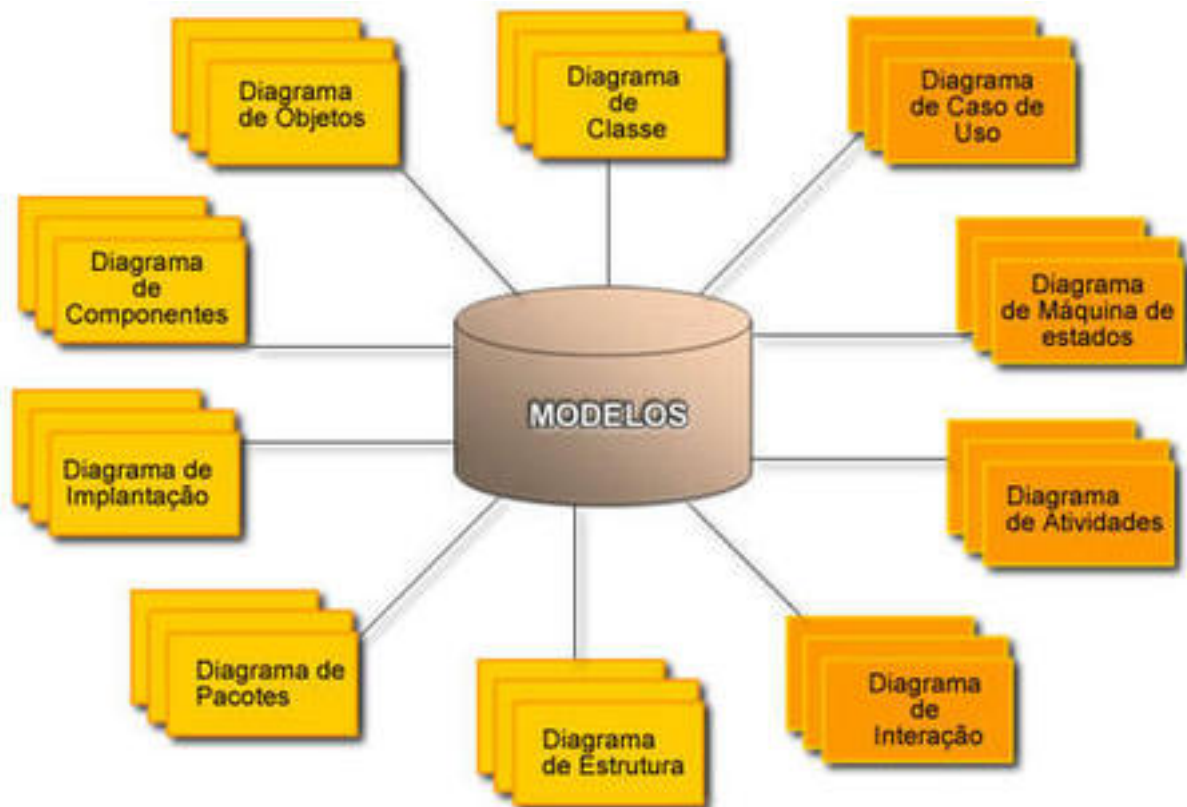 Diagrama
de Objetos
Diagrama
de
Classe
Diagrama
de Caso de
Uso
Diagrama
de
Componentes
Diagrama
de Máquina de
estados
MODELOS
Diagrama de
Implantação
Diagrama
de Atividades
Diagrama de
Pacotes
Diagrama
de Estrutura
Diagrama
de
Interação